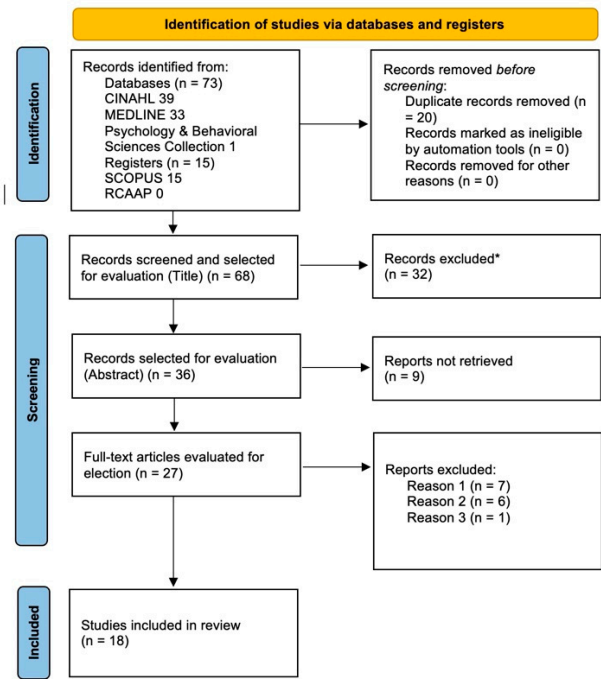 Identification of studies via databases and registers
Identification
Records identified from:
Databases (n = 73)
CINAHL 39
MEDLINE 33
Psychology & Behavioral
Sciences Collection 1
Registers (n = 15)
SCOPUS 15
RCAAP 0
Records removed before
screening:
Duplicate records removed (n
= 20)
Records marked as ineligible
by automation tools (n = 0)
Records removed for other
reasons (n = 0)
Screening
Records screened and selected
for evaluation (Title) (n = 68)
Records excluded*
(n = 32)
Records selected for evaluation
(Abstract) (n = 36)
Reports not retrieved
(n = 9)
Full-text articles evaluated for
election (n = 27)
Reports excluded:
Reason 1 (n = 7)
Reason 2 (n = 6)
Reason 3 (n = 1)
Included
Studies included in review
(n = 18)